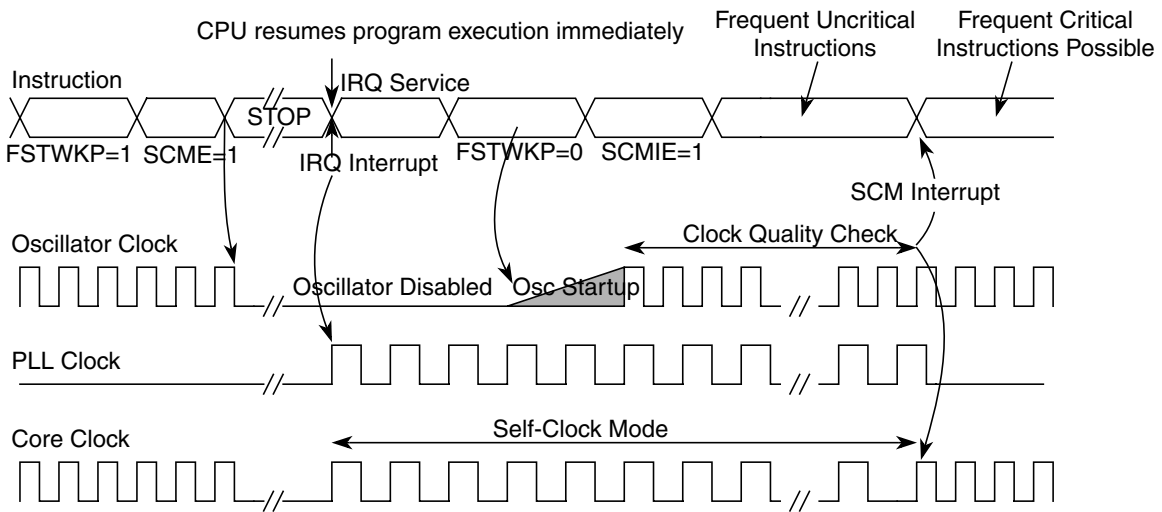 CPU resumes program execution immediately
Frequent Uncritical
Instructions
Frequent Critical
Instructions Possible
Instruction
STOP
IRQ Service
FSTWKP=1
SCME=1
IRQ Interrupt
FSTWKP=0
SCMIE=1
SCM Interrupt
Oscillator Clock
Clock Quality Check
Oscillator Disabled
Osc Startup
PLL Clock
Core Clock
Self-Clock Mode